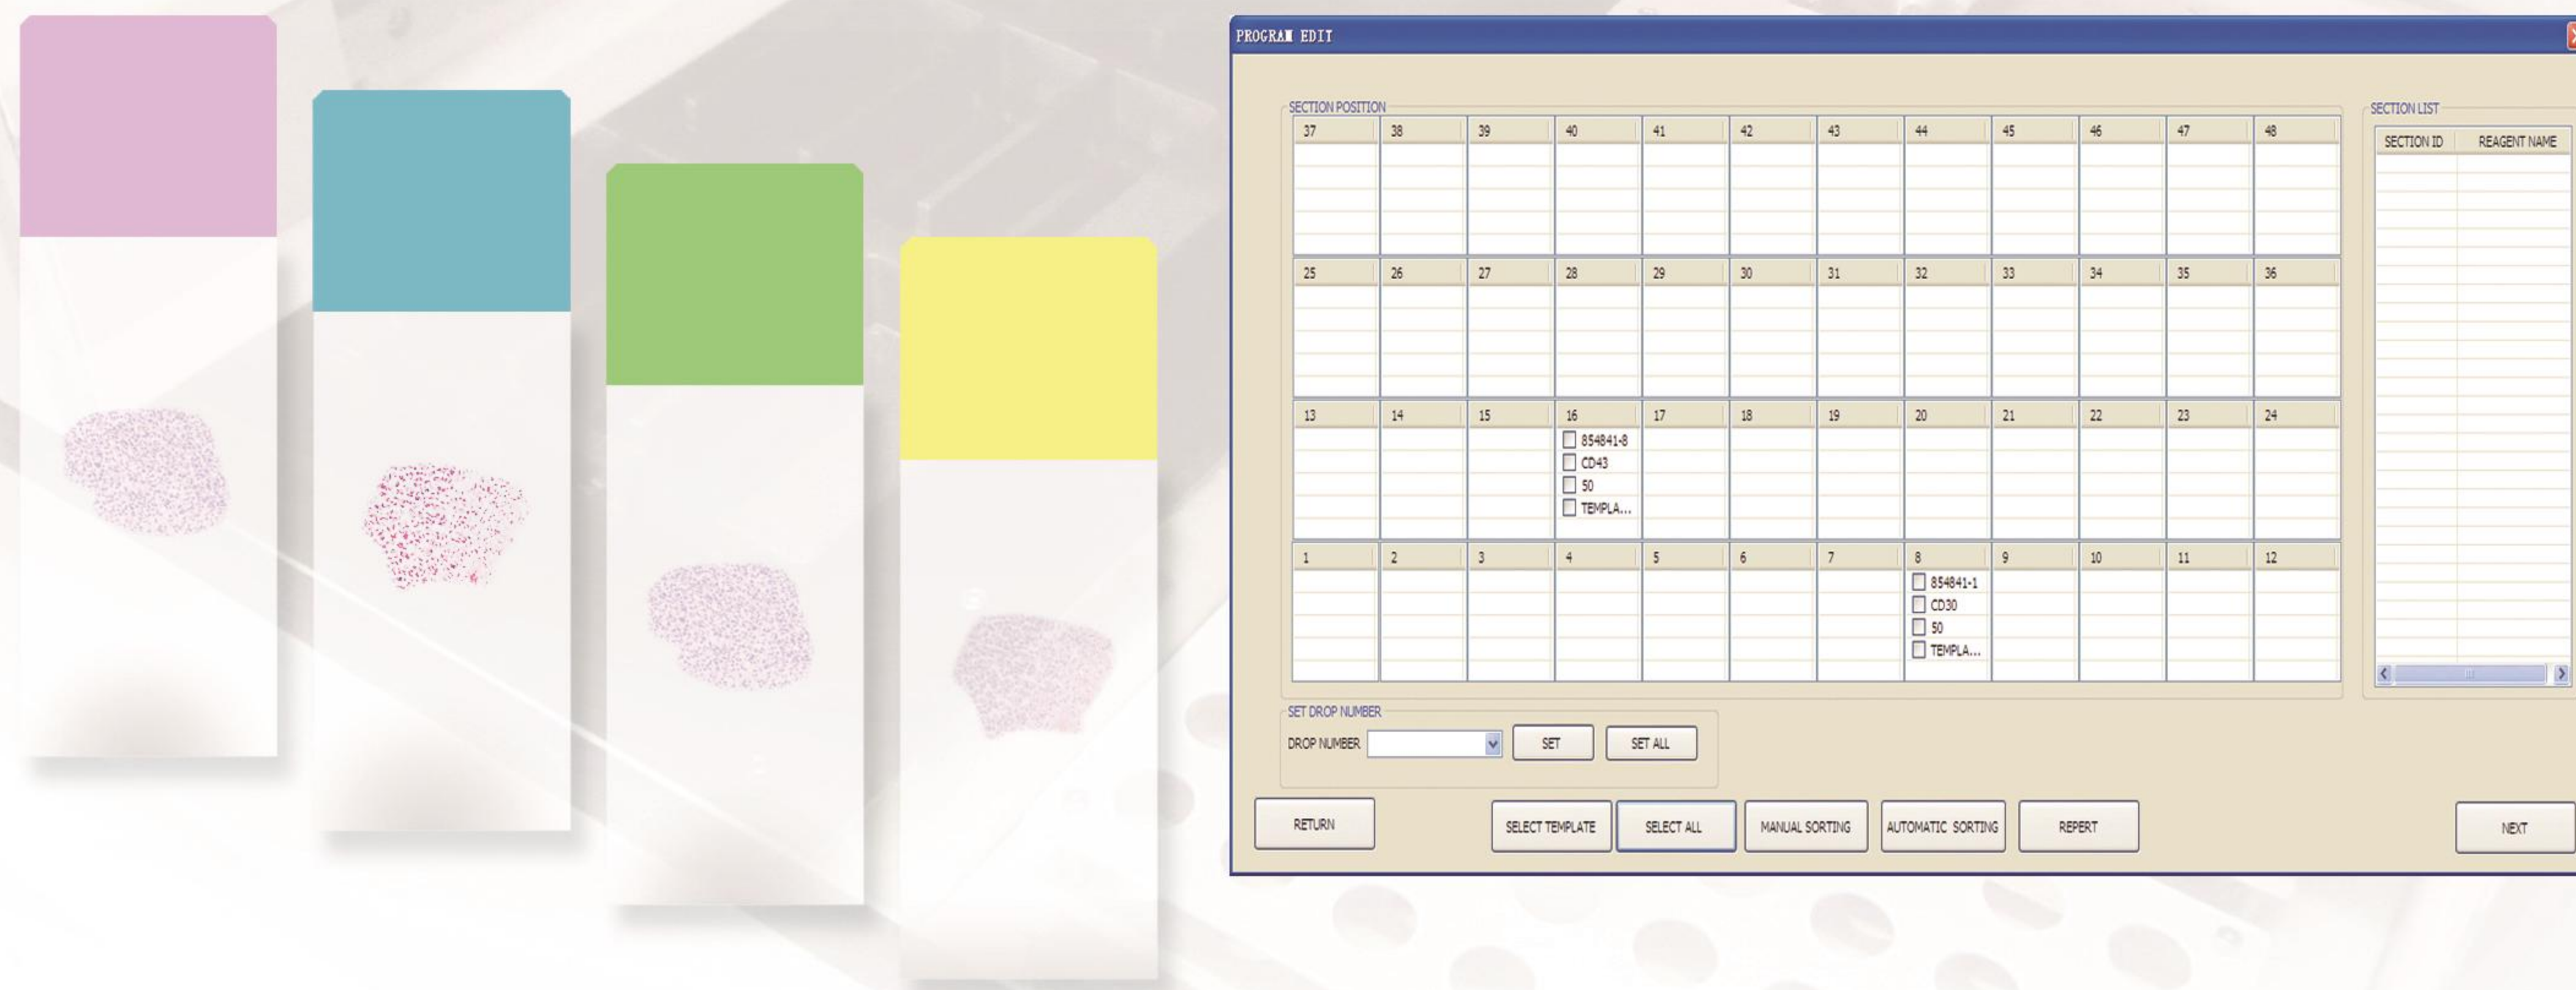 PROGRAM EDIT
SECTION POSITION
37 38 39 40 41 42 43 44 45 46 47 48
25 26 27 28 29 30 31 32 33 34 35 36
13 14 15 16 17 18 19 20 21 22 23 24
854841-8
CD43
50
TEMPLA...
1 2 3 4 5 6 7 8 9 10 11 12
854841-1
CD30
50
TEMPLA...
SECTION LIST
SECTION ID REAGENT NAME
SET DROP NUMBER
DROP NUMBER SET SET ALL
RETURN SELECT TEMPLATE SELECT ALL MANUAL SORTING AUTOMATIC SORTING REPERT NEXT